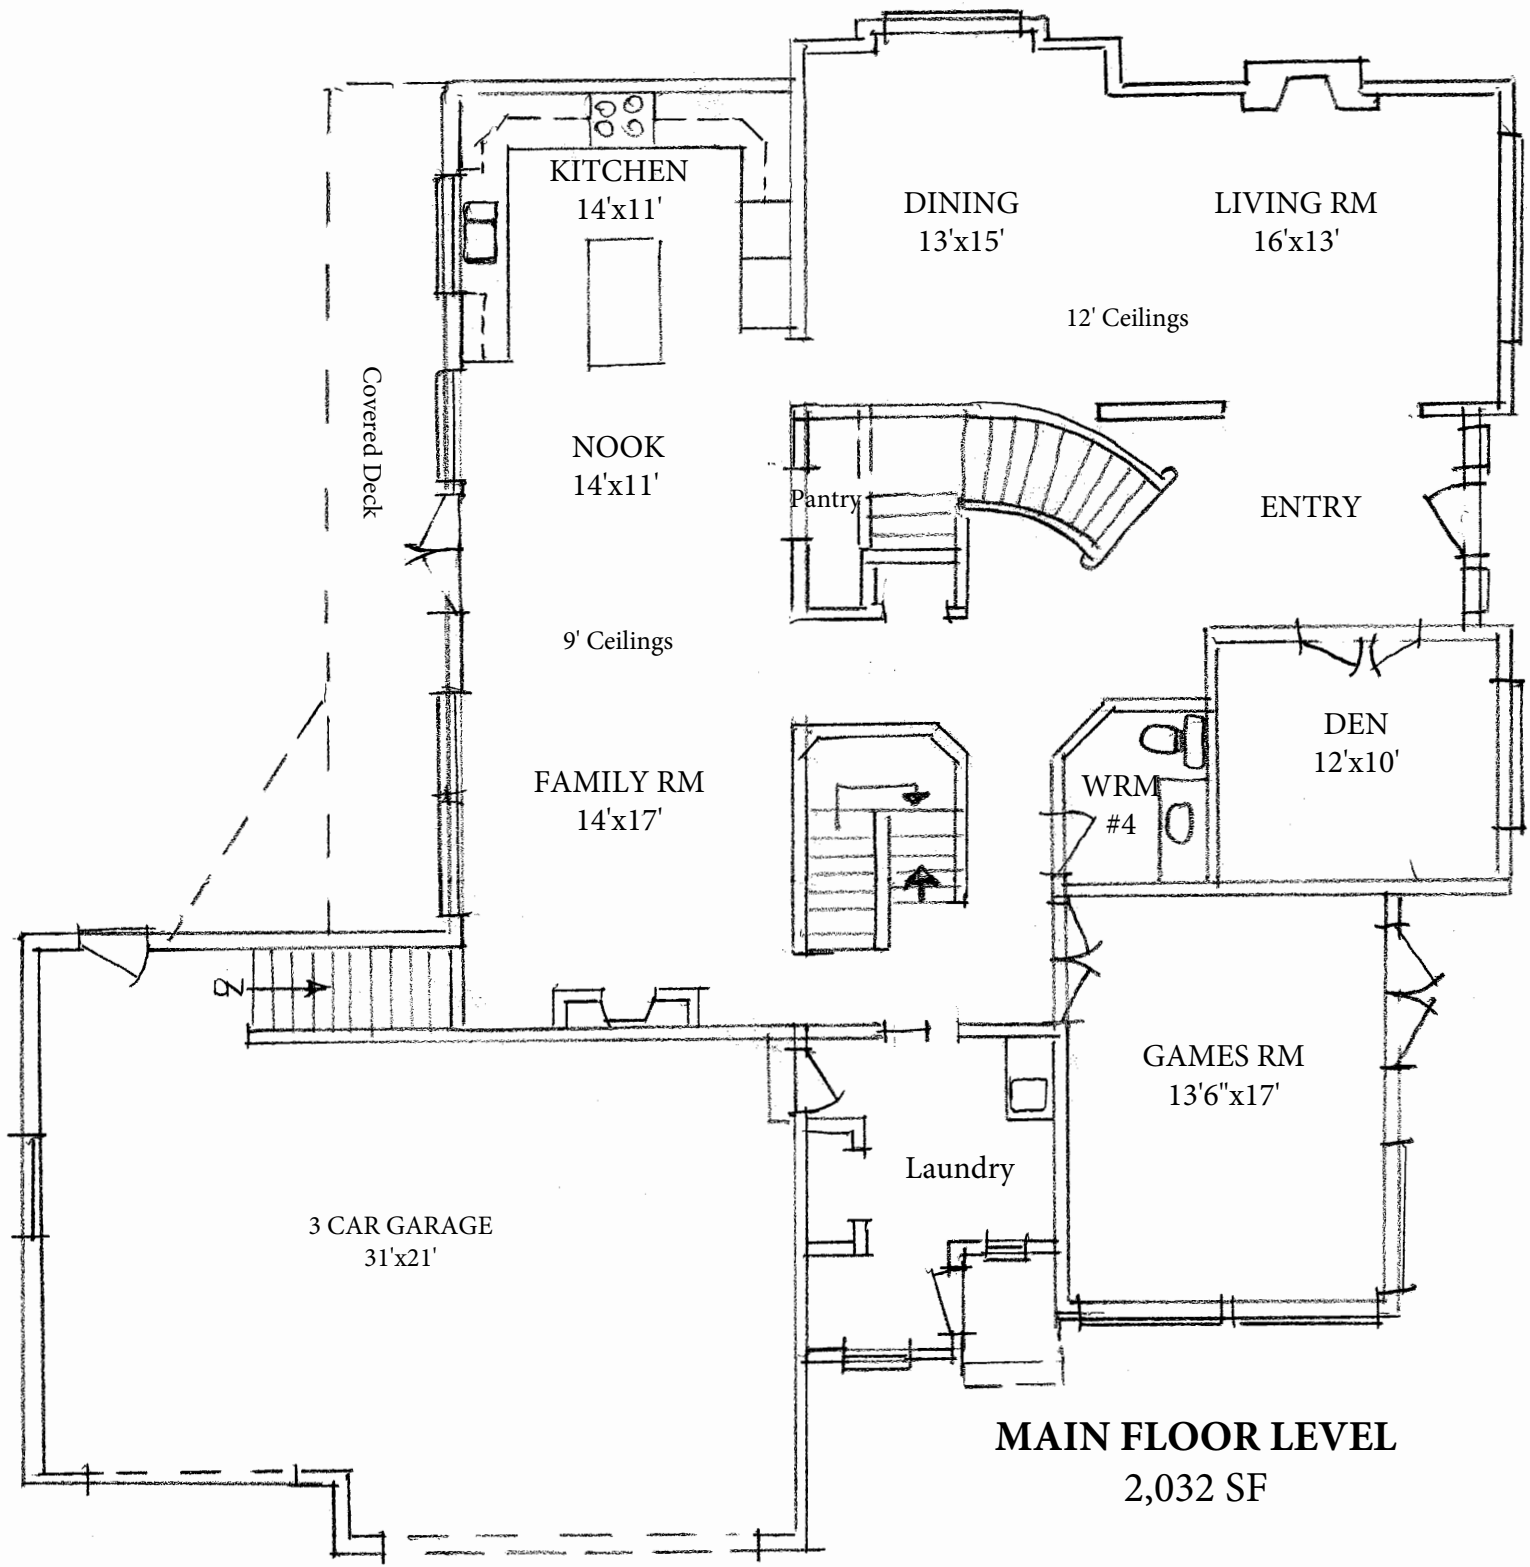 KITCHEN
14'x11'
DINING
13'x15'
LIVING RM
16'x13'
12' Ceilings
Covered Deck
NOOK
14'x11'
Pantry
ENTRY
9' Ceilings
FAMILY RM
14'x17'
WRM
#4
DEN
12'x10'
GAMES RM
13'6"x17'
Laundry
3 CAR GARAGE
31'x21'
MAIN FLOOR LEVEL
2,032 SF